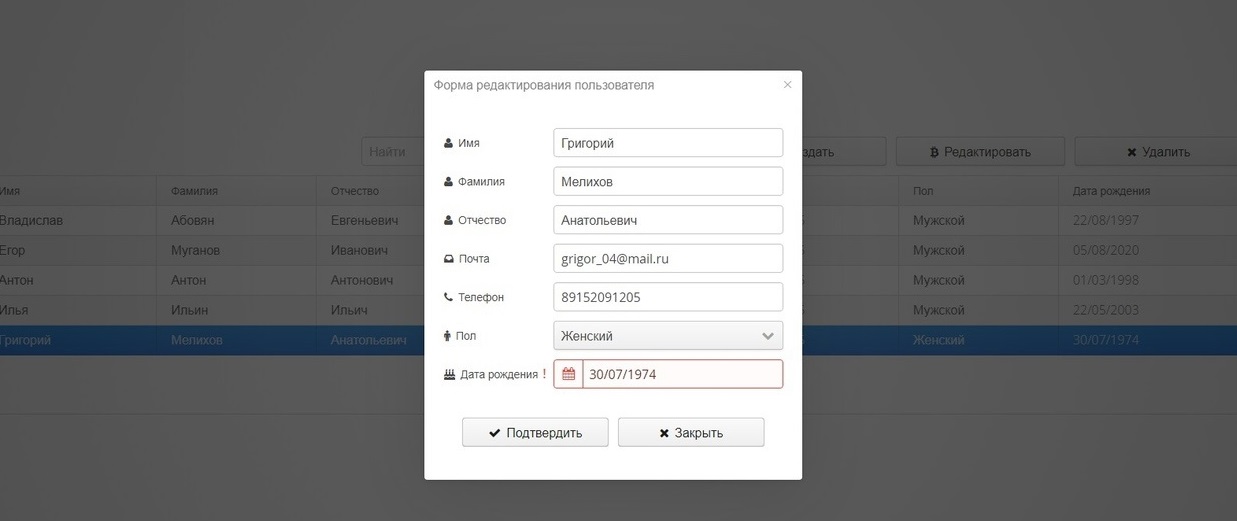 Форма редактирования пользователя ×
Имя Григорий
Фамилия Мелихов
Отчество Анатольевич
Почта grigor_04@mail.ru
Телефон 89152091205
Пол Женский
Дата рождения ! 30/07/1974
Подтвердить Закрыть
Найти Редактировать Удалить
Имя Фамилия Отчество Пол Дата рождения
Владислав Абовян Евгеньевич Мужской 22/08/1997
Егор Муганов Иванович Мужской 05/08/2020
Антон Антон Антонович Мужской 01/03/1998
Илья Ильин Ильич Мужской 22/05/2003
Григорий Мелихов Анатольевич Женский 30/07/1974